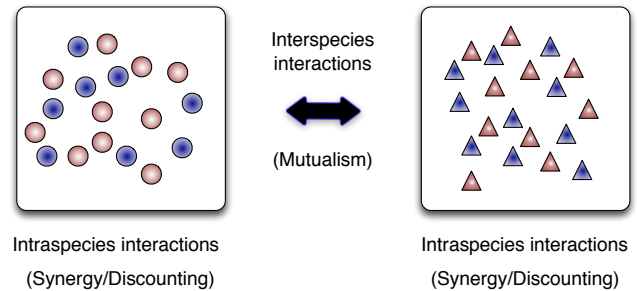 Interspecies
interactions
(Mutualism)
Intraspecies interactions
(Synergy/Discounting)
Intraspecies interactions
(Synergy/Discounting)